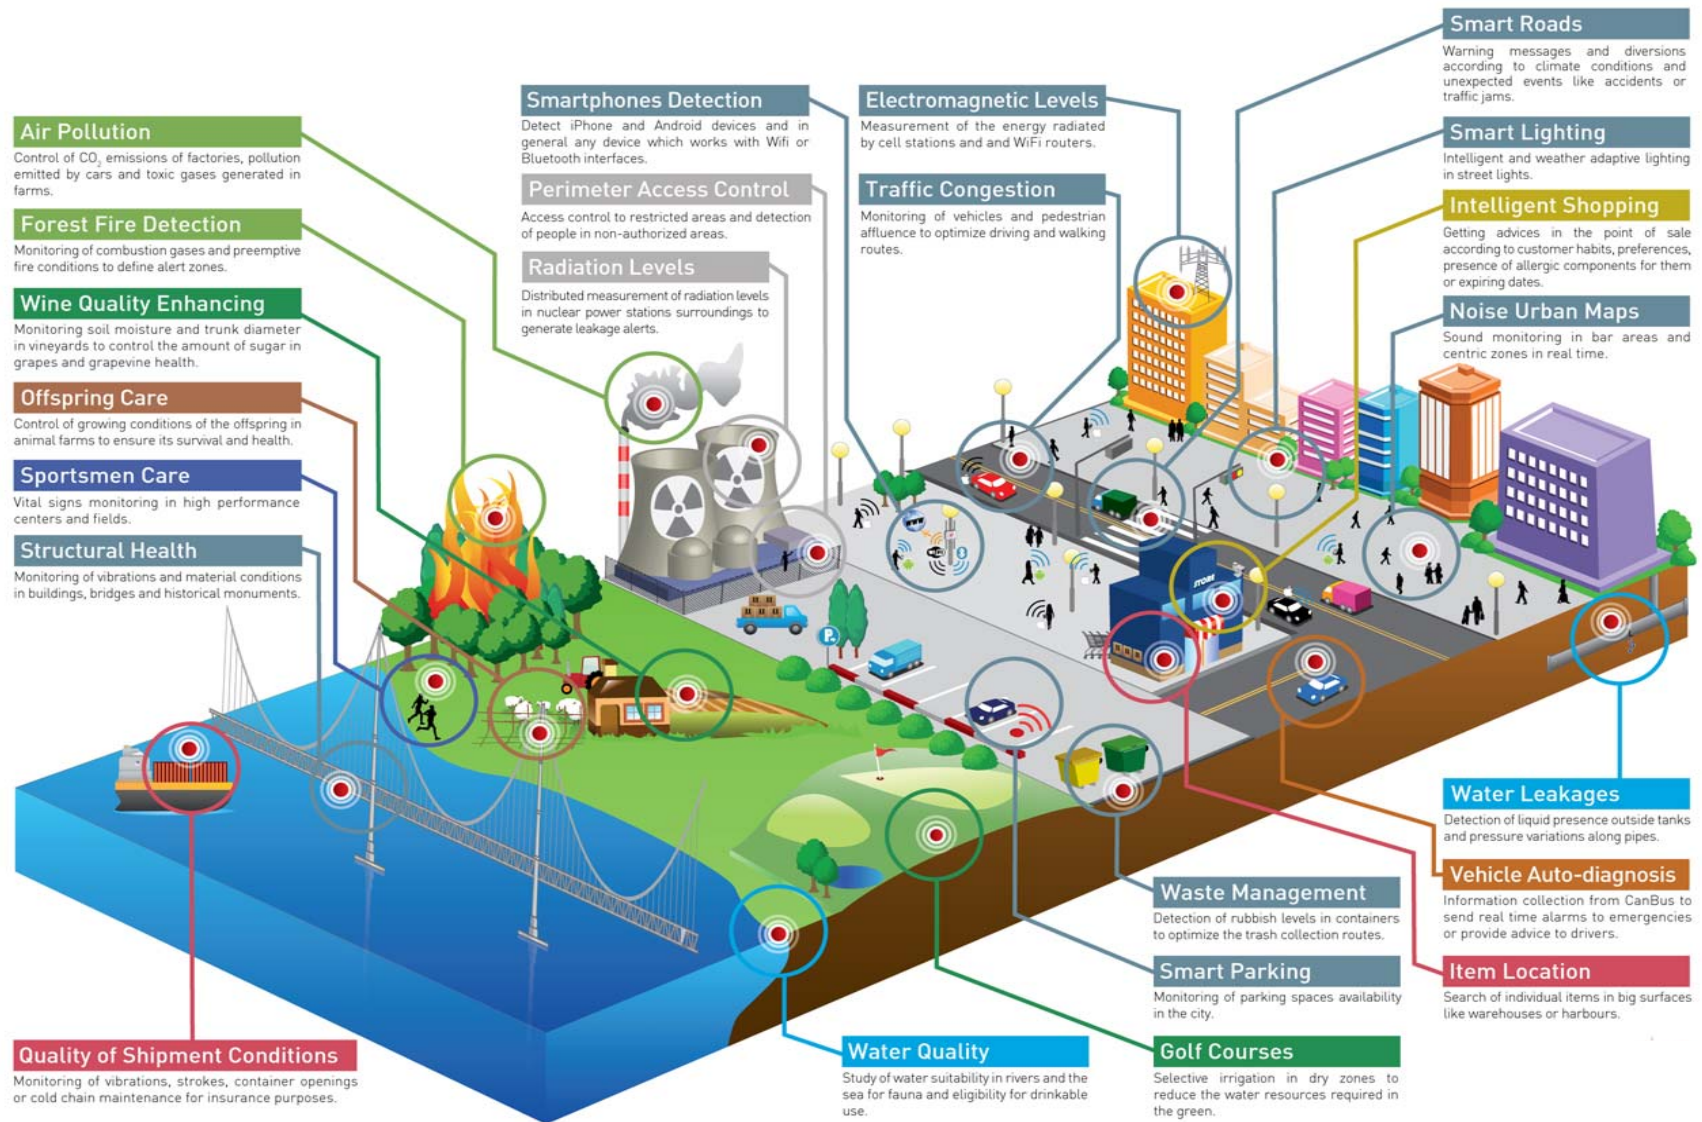 Air Pollution
Control of CO2 emissions of factories, pollution
emitted by cars and toxic gases generated in
farms.
Forest Fire Detection
Monitoring of combustion gases and preemptive
fire conditions to define alert zones.
Wine Quality Enhancing
Monitoring soil moisture and trunk diameter
in vineyards to control the amount of sugar in
grapes and grapevine health.
Offspring Care
Control of growing conditions of the offspring in
animal farms to ensure its survival and health.
Sportsmen Care
Vital signs monitoring in high performance
centers and fields.
Structural Health
Monitoring of vibrations and material conditions
in buildings, bridges and historical monuments.
Quality of Shipment Conditions
Monitoring of vibrations, strokes, container openings
or cold chain maintenance for insurance purposes.
Smartphones Detection
Detect iPhone and Android devices and in
general any device which works with Wifi or
Bluetooth interfaces.
Perimeter Access Control
Access control to restricted areas and detection
of people in non-authorized areas.
Radiation Levels
Distributed measurement of radiation levels
in nuclear power stations surroundings to
generate leakage alerts.
Electromagnetic Levels
Measurement of the energy radiated
by cell stations and and WiFi routers.
Traffic Congestion
Monitoring of vehicles and pedestrian
affluence to optimize driving and walking
routes.
Smart Roads
Warning messages and diversions
according to climate conditions and
unexpected events like accidents or
traffic jams.
Smart Lighting
Intelligent and weather adaptive lighting
in street lights.
Intelligent Shopping
Getting advices in the point of sale
according to customer habits, preferences,
presence of allergic components for them
or expiring dates.
Noise Urban Maps
Sound monitoring in bar areas and
centric zones in real time.
www
STORE
P
Water Leakages
Detection of liquid presence outside tanks
and pressure variations along pipes.
Vehicle Auto-diagnosis
Information collection from CanBus to
send real time alarms to emergencies
or provide advice to drivers.
Item Location
Search of individual items in big surfaces
like warehouses or harbours.
Waste Management
Detection of rubbish levels in containers
to optimize the trash collection routes.
Smart Parking
Monitoring of parking spaces availability
in the city.
Golf Courses
Selective irrigation in dry zones to
reduce the water resources required in
the green.
Water Quality
Study of water suitability in rivers and the
sea for fauna and eligibility for drinkable
use.